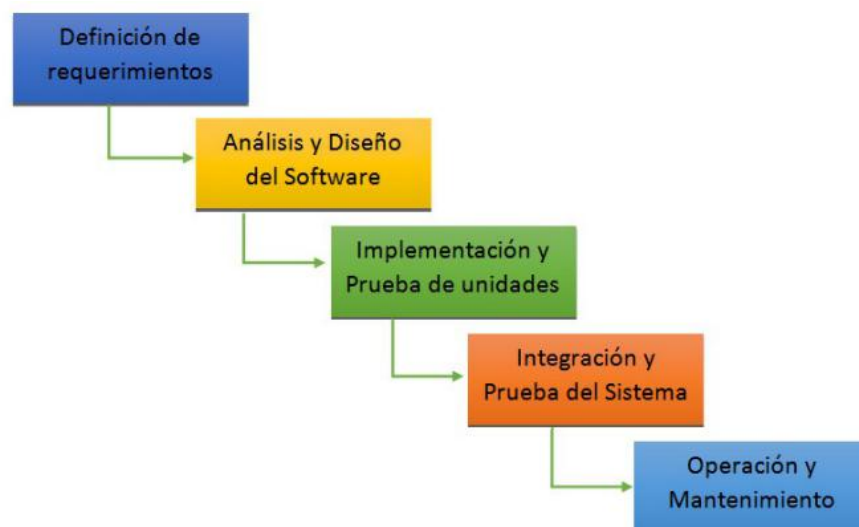 Definición de
requerimientos
Análisis y Diseño
del Software
Implementación y
Prueba de unidades
Integración y
Prueba del Sistema
Operación y
Mantenimiento